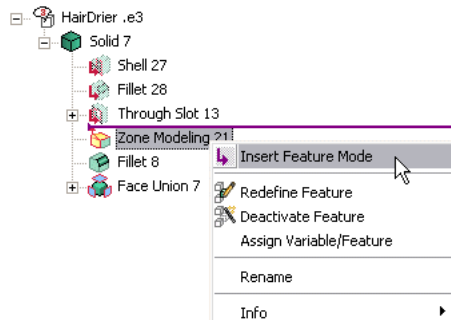 HairDrier .e3
Solid 7
Shell 27
Fillet 28
Through Slot 13
Zone Modeling 21
Insert Feature Mode
Fillet 8
Redefine Feature
Face Union 7
Deactivate Feature
Assign Variable/Feature
Rename
Info